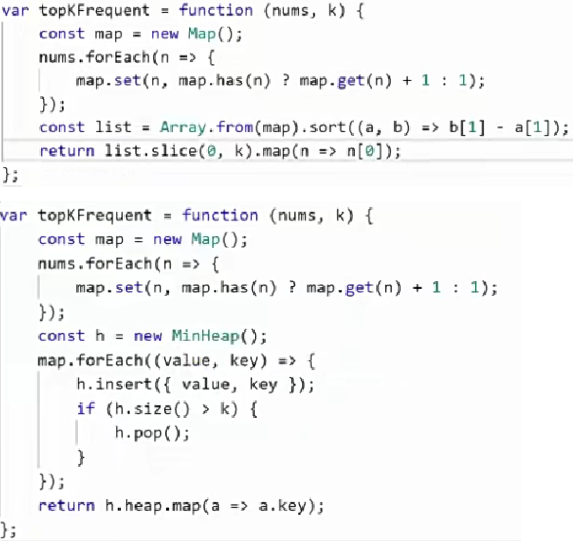 var topKFrequent = function (nums, k) {
    const map = new Map();
    nums.forEach(n => {
        map.set(n, map.has(n) ? map.get(n) + 1 : 1);
    });
    const list = Array.from(map).sort((a, b) => b[1] - a[1]);
    return list.slice(0, k).map(n => n[0]);
};
var topKFrequent = function (nums, k) {
    const map = new Map();
    nums.forEach(n => {
        map.set(n, map.has(n) ? map.get(n) + 1 : 1);
    });
    const h = new MinHeap();
    map.forEach((value, key) => {
        h.insert({ value, key });
        if (h.size() > k) {
            h.pop();
        }
    });
    return h.heap.map(a => a.key);
};